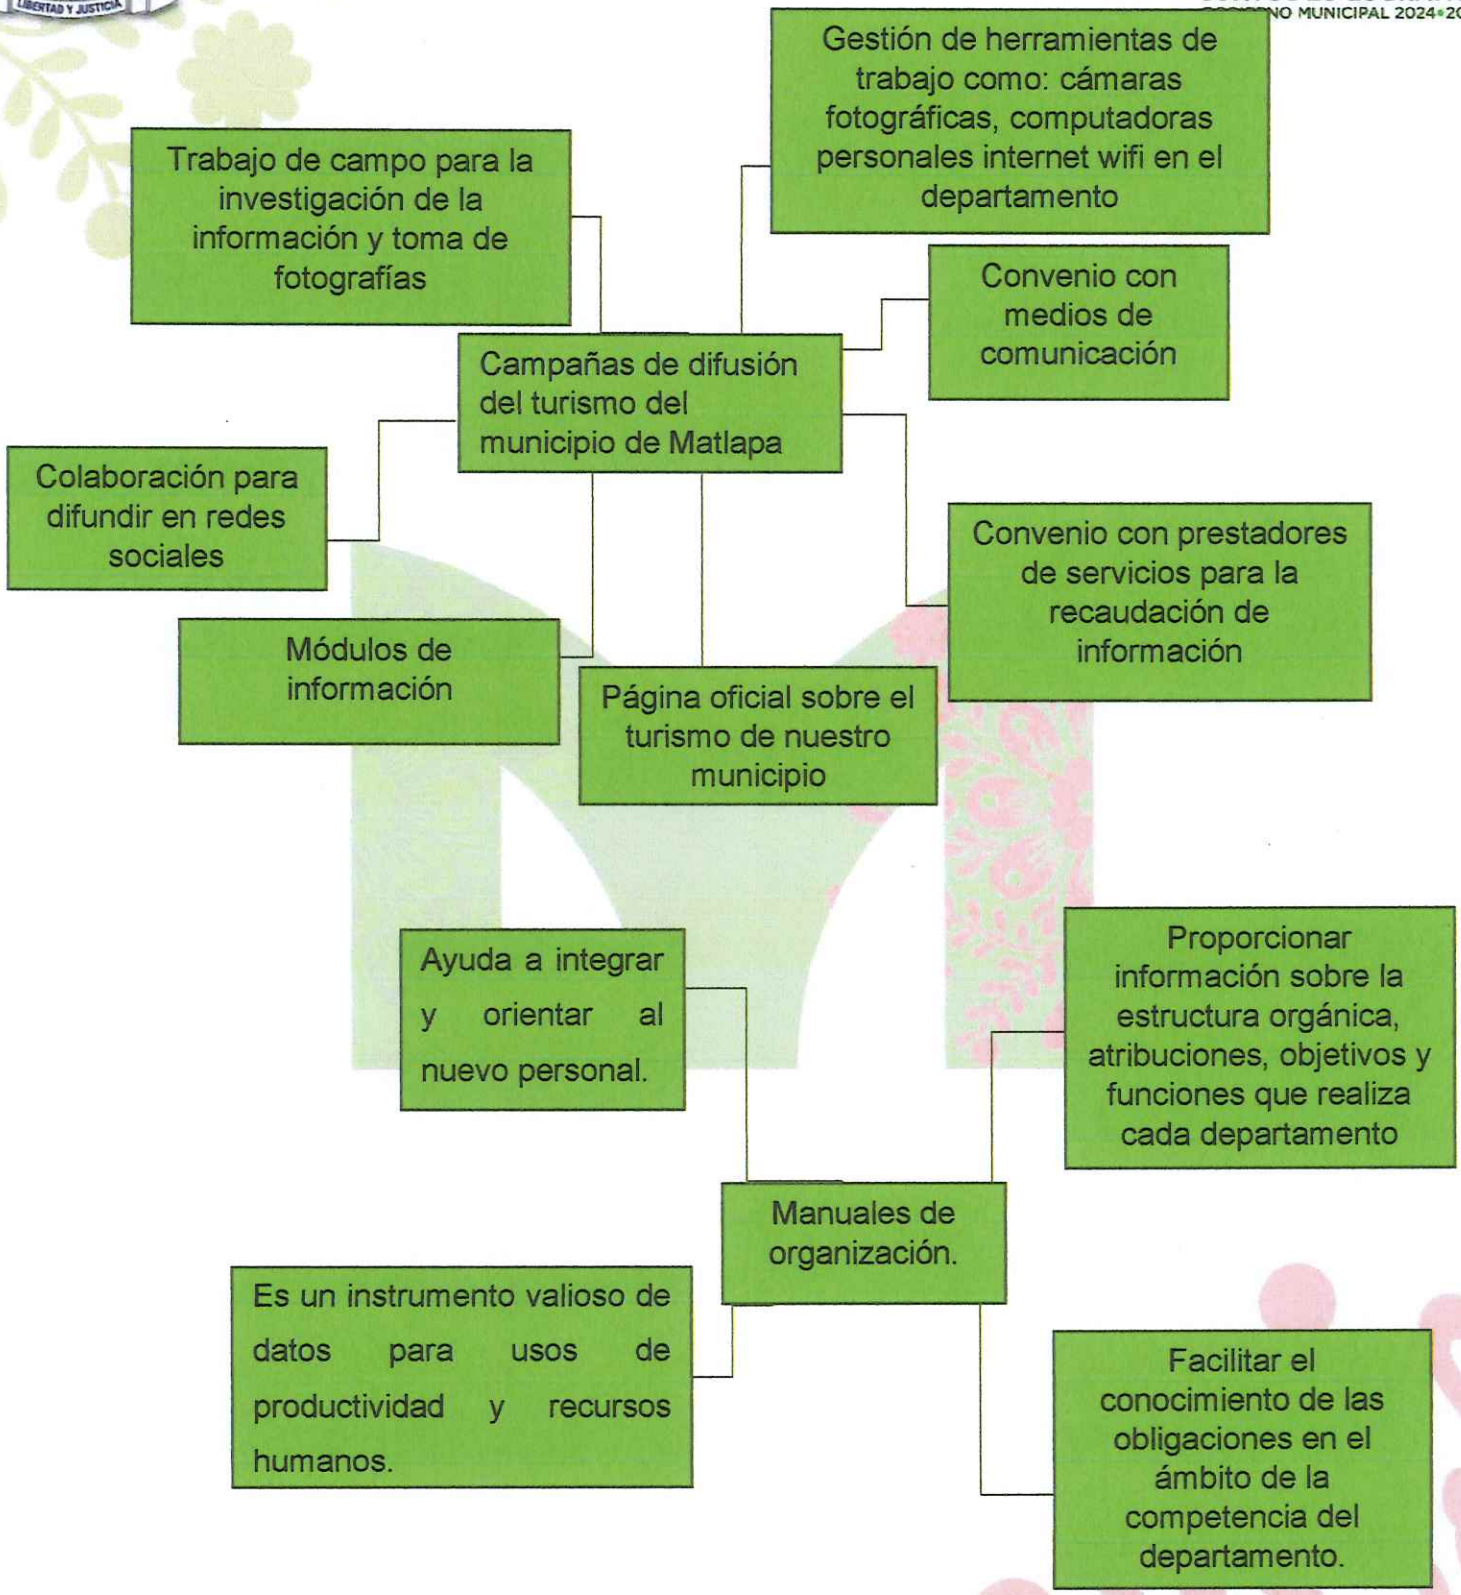 LIBERTAD Y JUSTICIA
NO MUNICIPAL 2024
Gestión de herramientas de
trabajo como: cámaras
fotográficas, computadoras
personales internet wifi en el
departamento
Trabajo de campo para la
investigación de la
información y toma de
fotografías
Convenio con
medios de
comunicación
Campañas de difusión
del turismo del
municipio de Matlapa
Colaboración para
difundir en redes
sociales
Convenio con prestadores
de servicios para la
recaudación de
información
Módulos de
información
Página oficial sobre el
turismo de nuestro
municipio
Ayuda a integrar
y orientar al
nuevo personal.
Proporcionar
información sobre la
estructura orgánica,
atribuciones, objetivos y
funciones que realiza
cada departamento
Manuales de
organización.
Es un instrumento valioso de
datos para usos de
productividad y recursos
humanos.
Facilitar el
conocimiento de las
obligaciones en el
ámbito de la
competencia del
departamento.